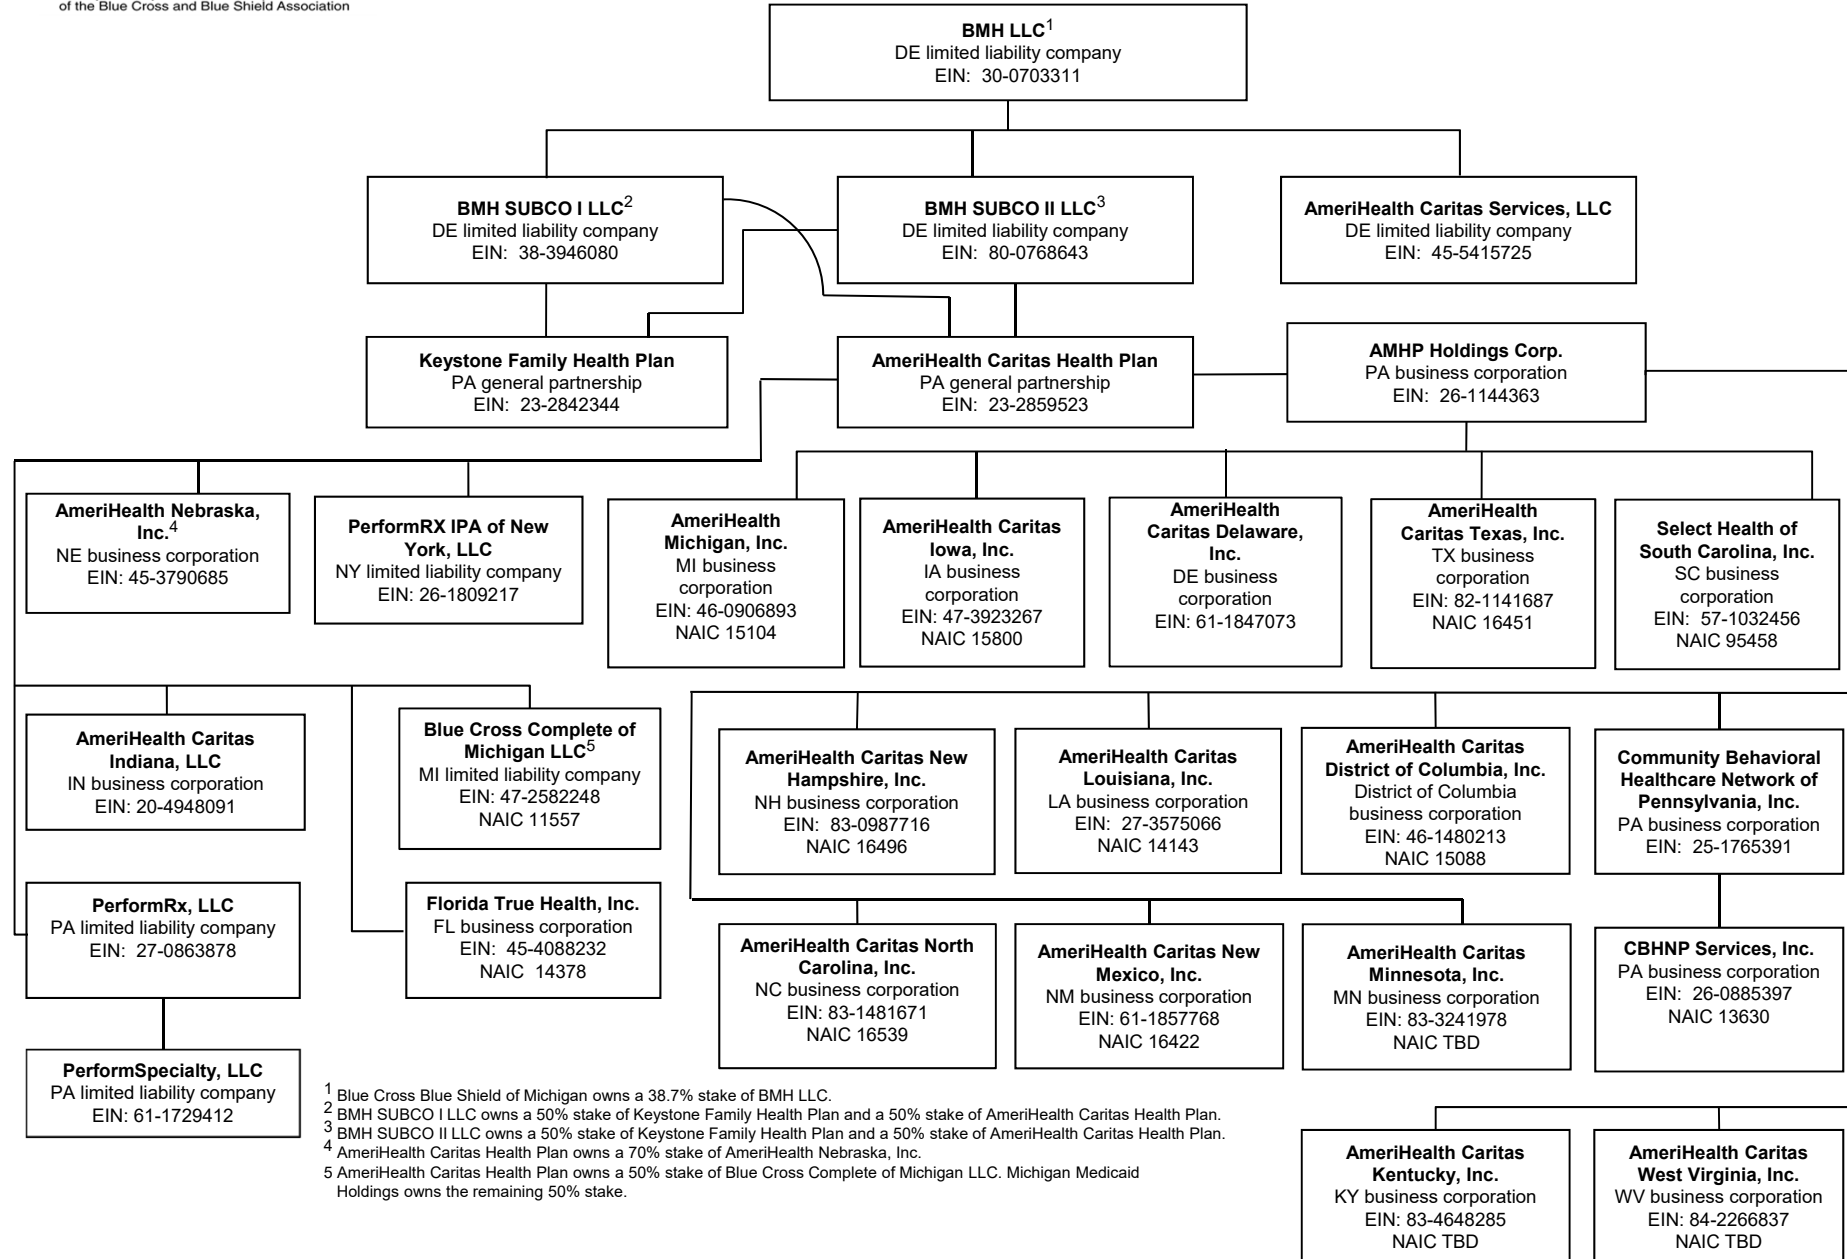 of the Blue Cross and Blue Shield Association
BMH LLC1
DE limited liability company
EIN: 30-0703311
BMH SUBCO I LLC2
DE limited liability company
EIN: 38-3946080
BMH SUBCO II LLC3
DE limited liability company
EIN: 80-0768643
AmeriHealth Caritas Services, LLC
DE limited liability company
EIN: 45-5415725
Keystone Family Health Plan
PA general partnership
EIN: 23-2842344
AmeriHealth Caritas Health Plan
PA general partnership
EIN: 23-2859523
AMHP Holdings Corp.
PA business corporation
EIN: 26-1144363
AmeriHealth Nebraska,
Inc.4
NE business corporation
EIN: 45-3790685
PerformRX IPA of New
York, LLC
NY limited liability company
EIN: 26-1809217
AmeriHealth
Michigan, Inc.
MI business
corporation
EIN: 46-0906893
NAIC 15104
AmeriHealth Caritas
Iowa, Inc.
IA business
corporation
EIN: 47-3923267
NAIC 15800
AmeriHealth
Caritas Delaware,
Inc.
DE business
corporation
EIN: 61-1847073
AmeriHealth
Caritas Texas, Inc.
TX business
corporation
EIN: 82-1141687
NAIC 16451
Select Health of
South Carolina, Inc.
SC business
corporation
EIN: 57-1032456
NAIC 95458
AmeriHealth Caritas
Indiana, LLC
IN business corporation
EIN: 20-4948091
Blue Cross Complete of
Michigan LLC5
MI limited liability company
EIN: 47-2582248
NAIC 11557
AmeriHealth Caritas New
Hampshire, Inc.
NH business corporation
EIN: 83-0987716
NAIC 16496
AmeriHealth Caritas
Louisiana, Inc.
LA business corporation
EIN: 27-3575066
NAIC 14143
AmeriHealth Caritas
District of Columbia, Inc.
District of Columbia
business corporation
EIN: 46-1480213
NAIC 15088
Community Behavioral
Healthcare Network of
Pennsylvania, Inc.
PA business corporation
EIN: 25-1765391
PerformRx, LLC
PA limited liability company
EIN: 27-0863878
Florida True Health, Inc.
FL business corporation
EIN: 45-4088232
NAIC 14378
AmeriHealth Caritas North
Carolina, Inc.
NC business corporation
EIN: 83-1481671
NAIC 16539
AmeriHealth Caritas New
Mexico, Inc.
NM business corporation
EIN: 61-1857768
NAIC 16422
AmeriHealth Caritas
Minnesota, Inc.
MN business corporation
EIN: 83-3241978
NAIC TBD
CBHNP Services, Inc.
PA business corporation
EIN: 26-0885397
NAIC 13630
PerformSpecialty, LLC
PA limited liability company
EIN: 61-1729412
1 Blue Cross Blue Shield of Michigan owns a 38.7% stake of BMH LLC.
2 BMH SUBCO I LLC owns a 50% stake of Keystone Family Health Plan and a 50% stake of AmeriHealth Caritas Health Plan.
3 BMH SUBCO II LLC owns a 50% stake of Keystone Family Health Plan and a 50% stake of AmeriHealth Caritas Health Plan.
4 AmeriHealth Caritas Health Plan owns a 70% stake of AmeriHealth Nebraska, Inc.
5 AmeriHealth Caritas Health Plan owns a 50% stake of Blue Cross Complete of Michigan LLC. Michigan Medicaid
Holdings owns the remaining 50% stake.
AmeriHealth Caritas
Kentucky, Inc.
KY business corporation
EIN: 83-4648285
NAIC TBD
AmeriHealth Caritas
West Virginia, Inc.
WV business corporation
EIN: 84-2266837
NAIC TBD